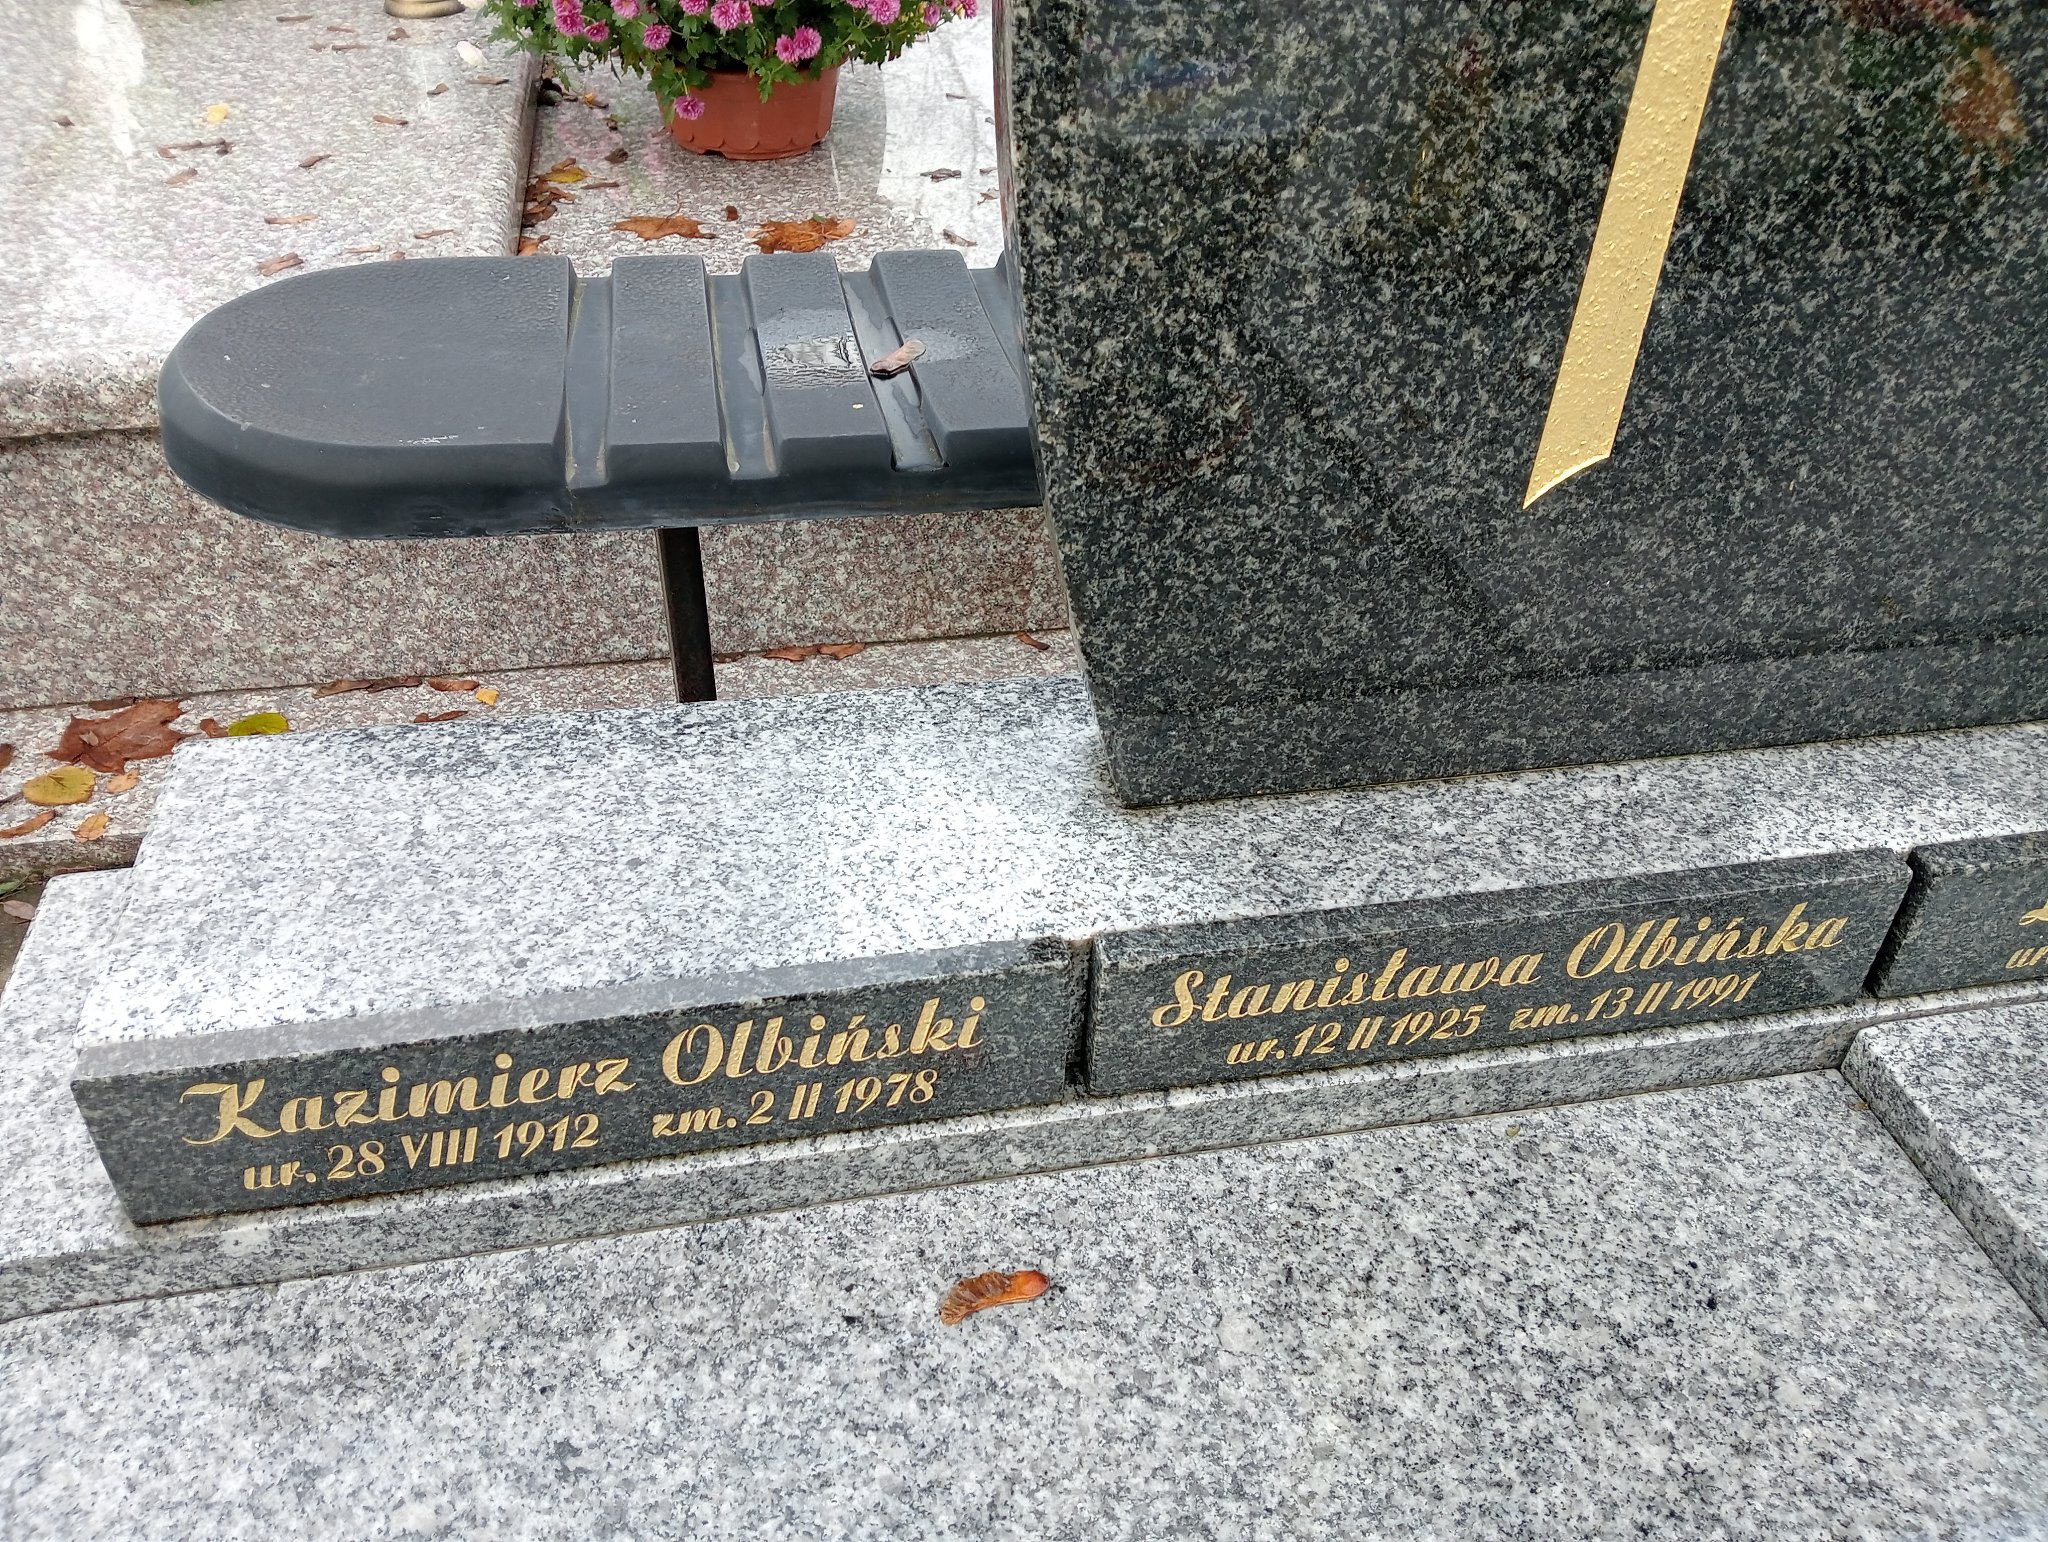 Kazimierz Olbiński
ur. 28 VIII 1912 zm. 2 II 1978
Stanisława Olbińska
ur. 12 II 1925 zm. 13 II 1991
ur